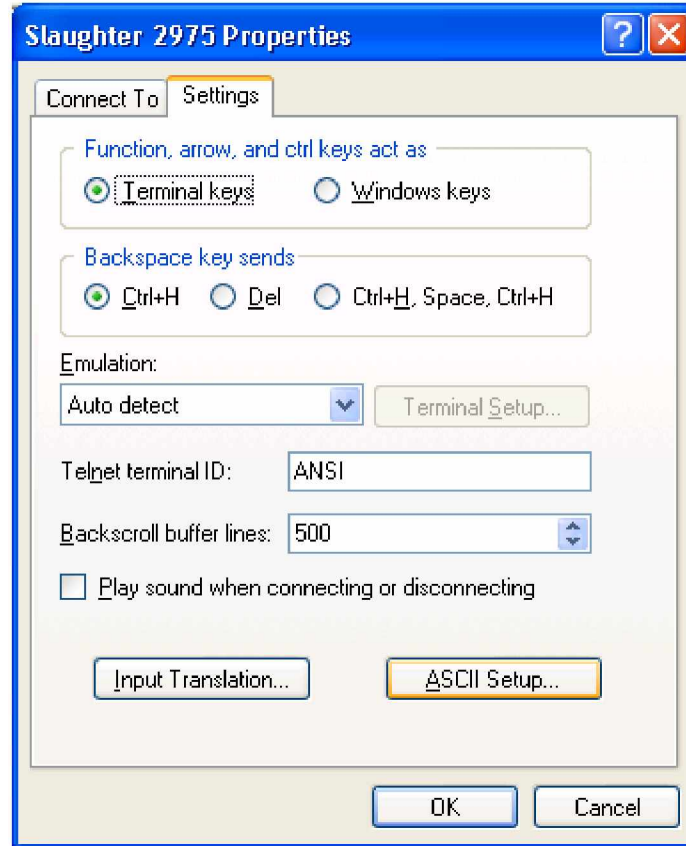 Slaughter 2975 Properties
Connect To Settings
Function, arrow, and ctrl keys act as
Terminal keys Windows keys
Backspace key sends
Ctrl+H Del Ctrl+H, Space, Ctrl+H
Emulation:
Auto detect Terminal Setup...
Telnet terminal ID: ANSI
Backscroll buffer lines: 500
Play sound when connecting or disconnecting
Input Translation... ASCII Setup...
OK Cancel